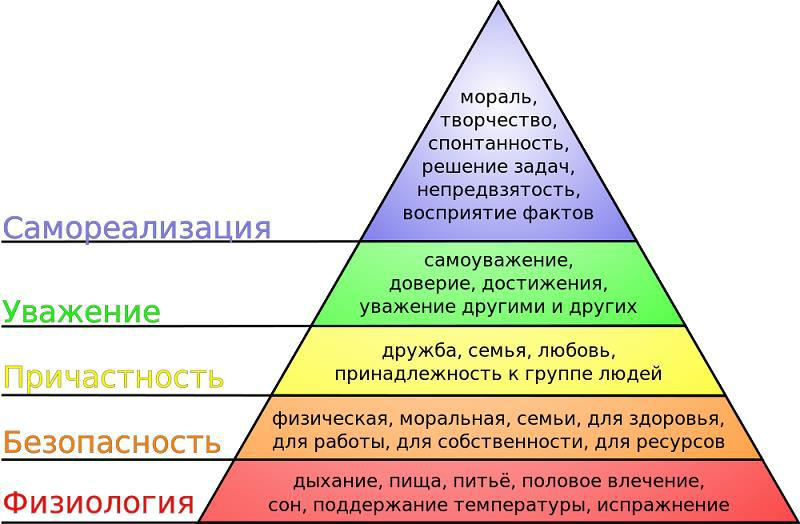 мораль,
творчество,
спонтанность,
решение задач,
непредвзятость,
восприятие фактов
Самореализация
самоуважение,
доверие, достижения,
уважение другими и других
Уважение
дружба, семья, любовь,
принадлежность к группе людей
Причастность
физическая, моральная, семьи, для здоровья,
для работы, для собственности, для ресурсов
Безопасность
дыхание, пища, питьё, половое влечение,
сон, поддержание температуры, испражнение
Физиология